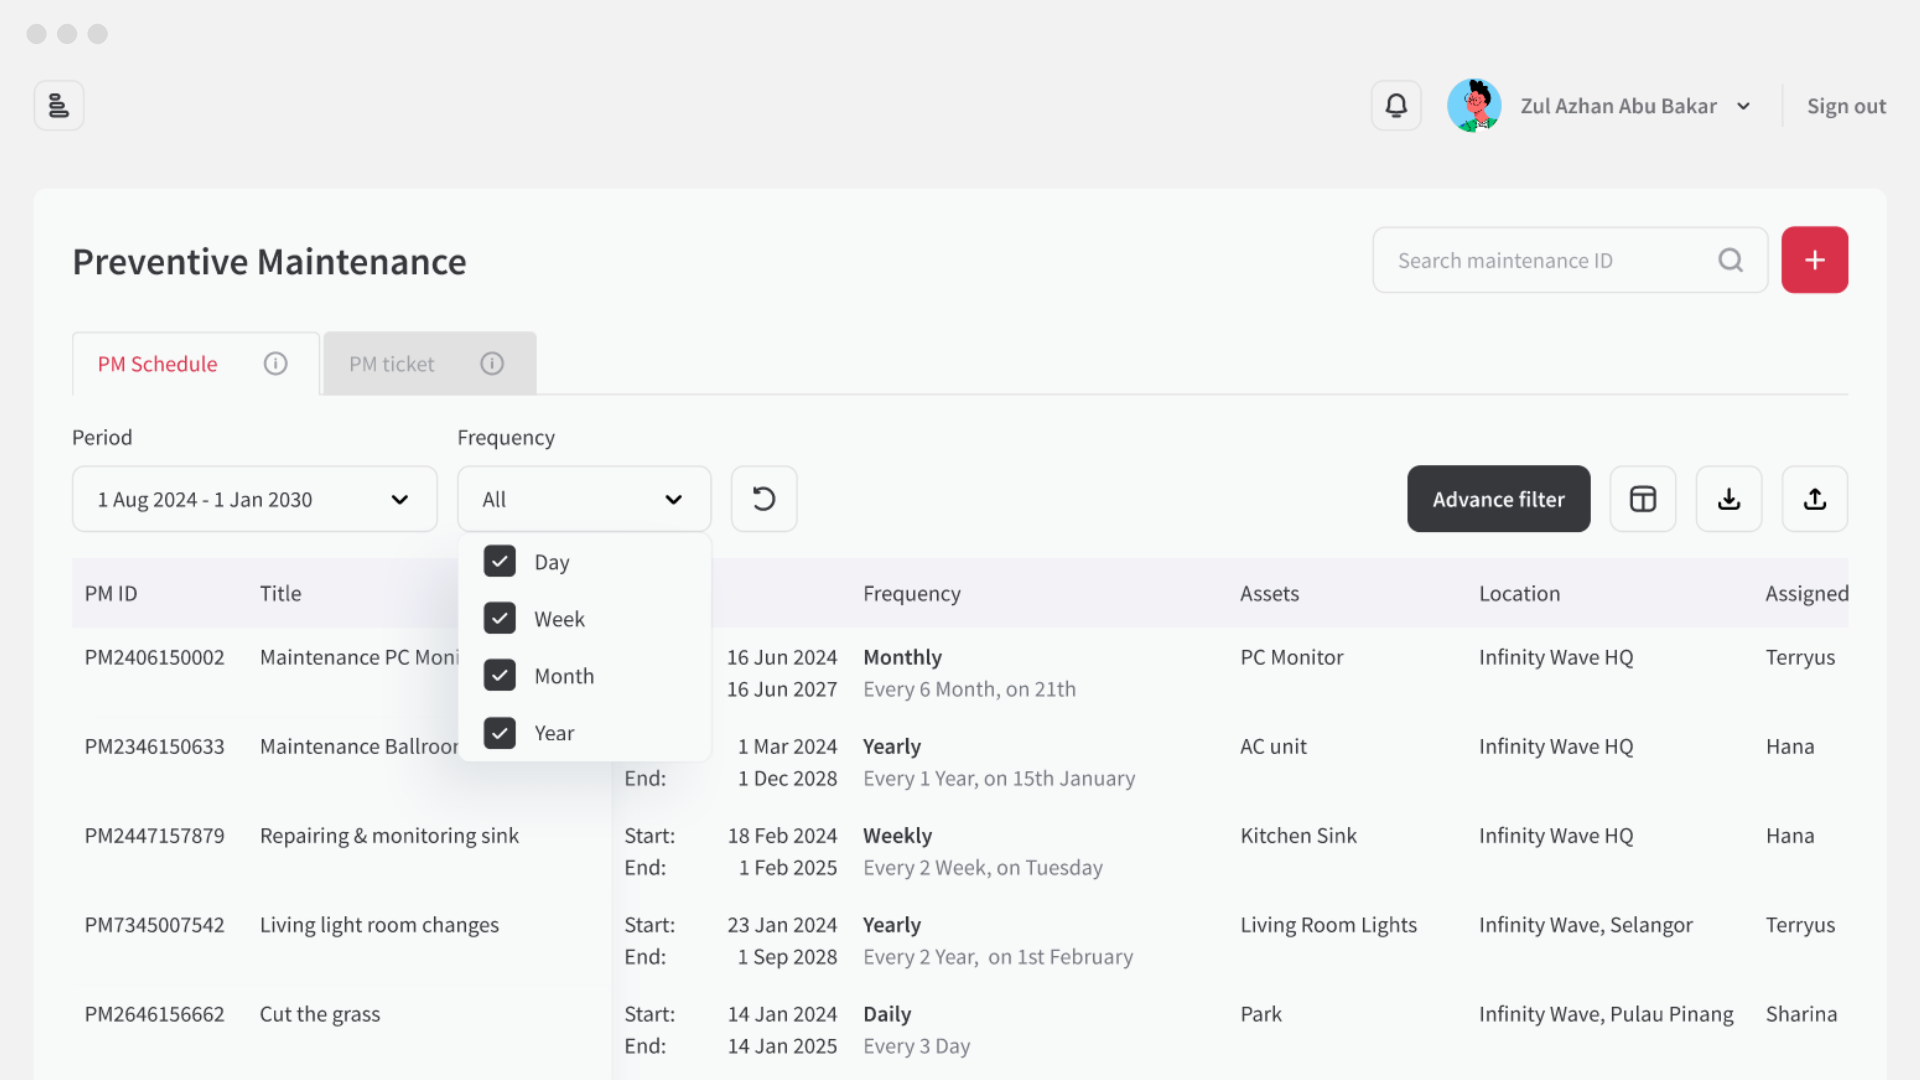 Zul Azhan Abu Bakar
Sign out
Preventive Maintenance
Search maintenance ID
PM Schedule
PM ticket
Period
Frequency
1 Aug 2024 - 1 Jan 2030
All
Advance filter
Day
Week
Month
Year
PM ID Title Frequency Assets Location Assigned
PM2406150002 Maintenance PC Moni 16 Jun 2024 Monthly PC Monitor Infinity Wave HQ Terryus
16 Jun 2027 Every 6 Month, on 21th
PM2346150633 Maintenance Ballroo 1 Mar 2024 Yearly AC unit Infinity Wave HQ Hana
End: 1 Dec 2028 Every 1 Year, on 15th January
PM2447157879 Repairing & monitoring sink Start: 18 Feb 2024 Weekly Kitchen Sink Infinity Wave HQ Hana
End: 1 Feb 2025 Every 2 Week, on Tuesday
PM7345007542 Living light room changes Start: 23 Jan 2024 Yearly Living Room Lights Infinity Wave, Selangor Terryus
End: 1 Sep 2028 Every 2 Year, on 1st February
PM2646156662 Cut the grass Start: 14 Jan 2024 Daily Park Infinity Wave, Pulau Pinang Sharina
End: 14 Jan 2025 Every 3 Day